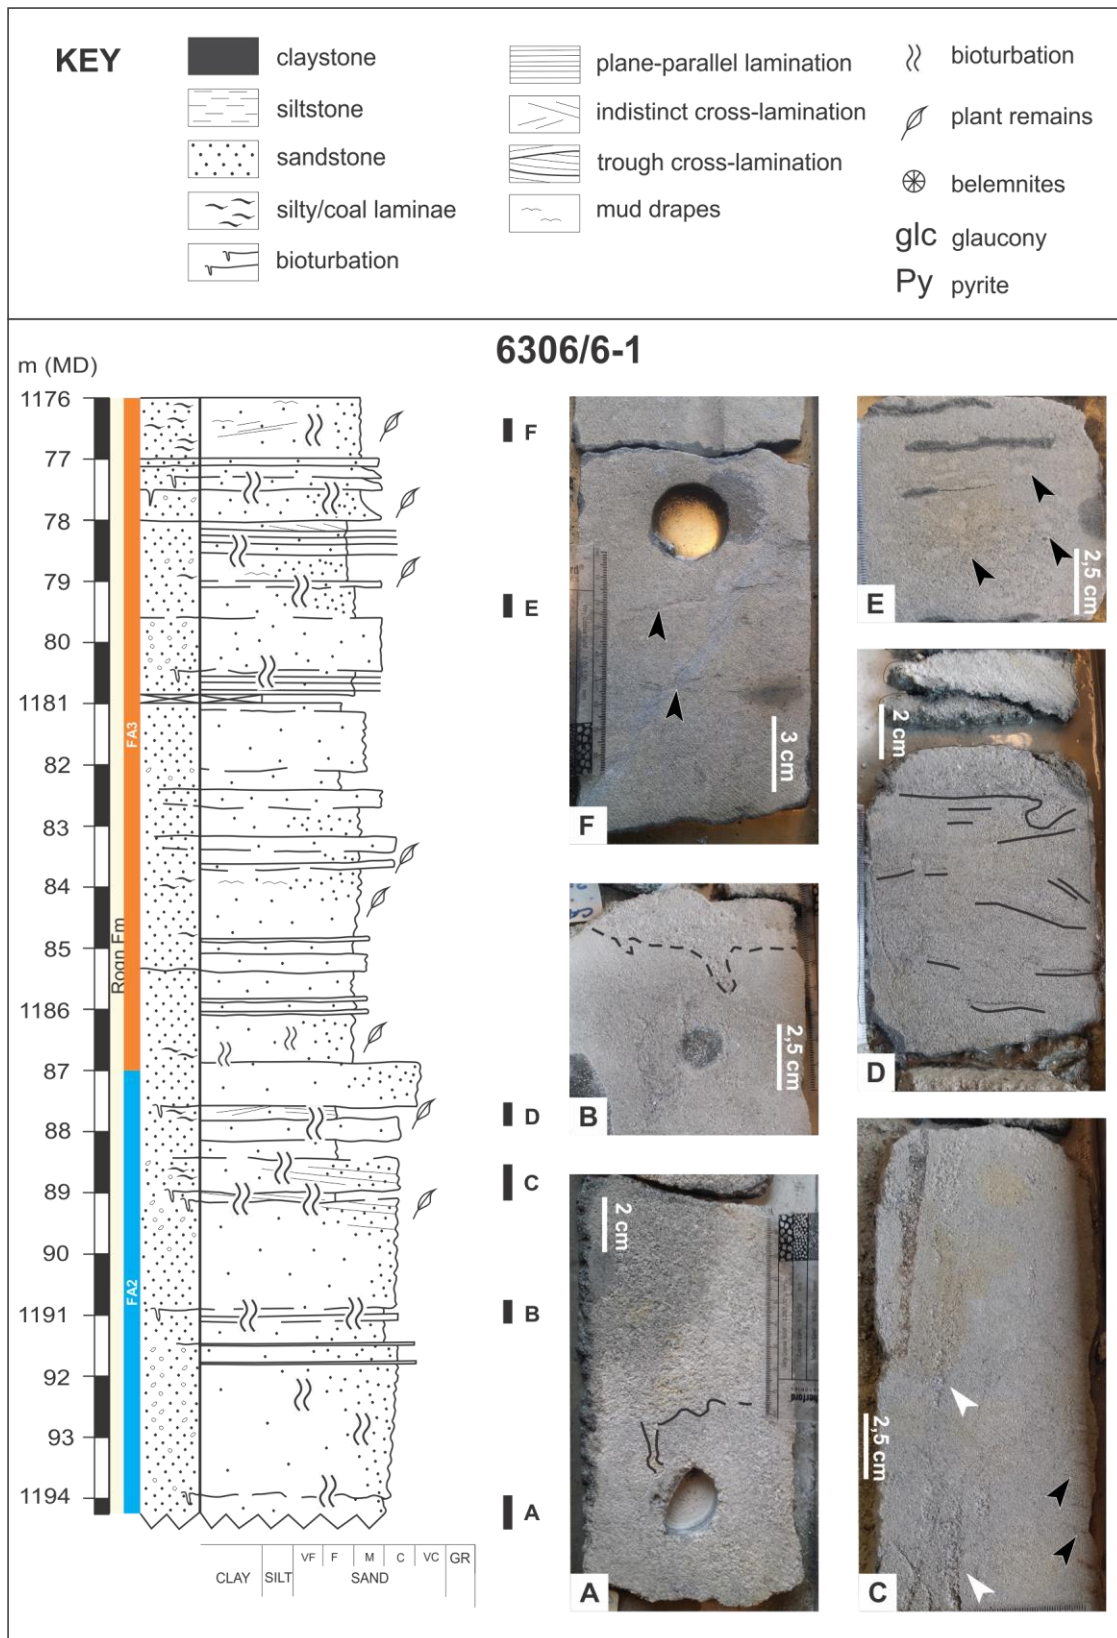 KEY
claystone
siltstone
sandstone
silty/coal laminae
bioturbation
plane-parallel lamination
indistinct cross-lamination
trough cross-lamination
mud drapes
bioturbation
plant remains
belemnites
glc glaucony
Py pyrite
6306/6-1
m (MD)
1176
77
78
79
80
1181
82
83
84
85
1186
87
88
89
90
1191
92
93
1194
Rogn Fm
FA3
FA2
F
E
D
C
B
A
VF F M C VC GR
CLAY SILT SAND
3 cm
F
2,5 cm
E
2 cm
D
2,5 cm
B
2 cm
A
2,5 cm
C